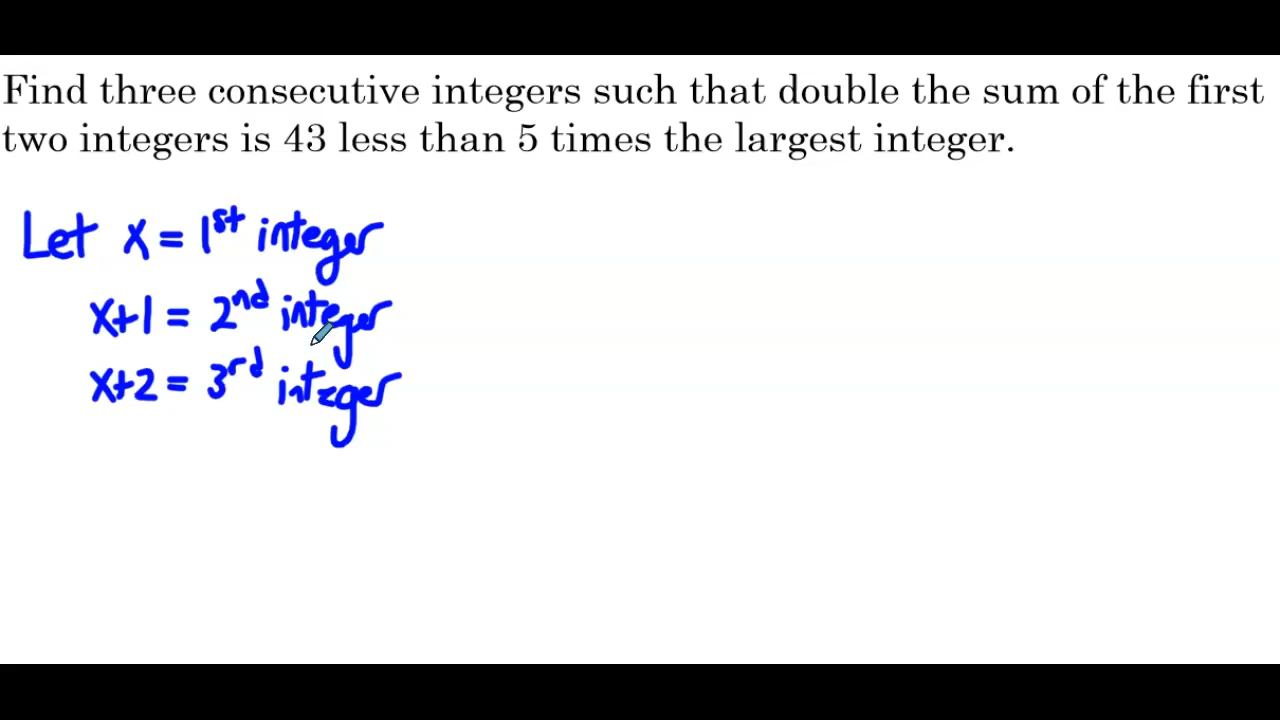 Find three consecutive integers such that double the sum of the first
two integers is 43 less than 5 times the largest integer.
Let x = 1st integer
x+1 = 2nd integer
x+2 = 3rd integer